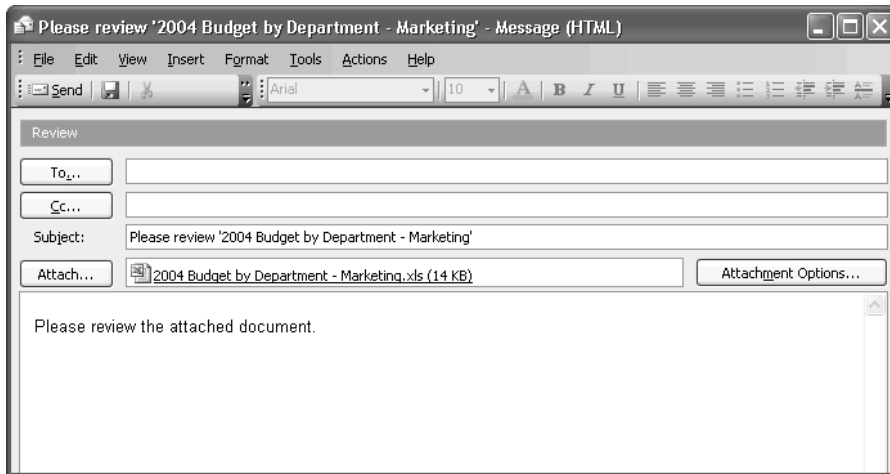 Please review '2004 Budget by Department - Marketing' - Message (HTML)
File Edit View Insert Format Tools Actions Help
Send Arial 10 A B I U
Review
To...
Cc...
Subject: Please review '2004 Budget by Department - Marketing'
Attach... 2004 Budget by Department - Marketing.xls (14 KB) Attachment Options...
Please review the attached document.